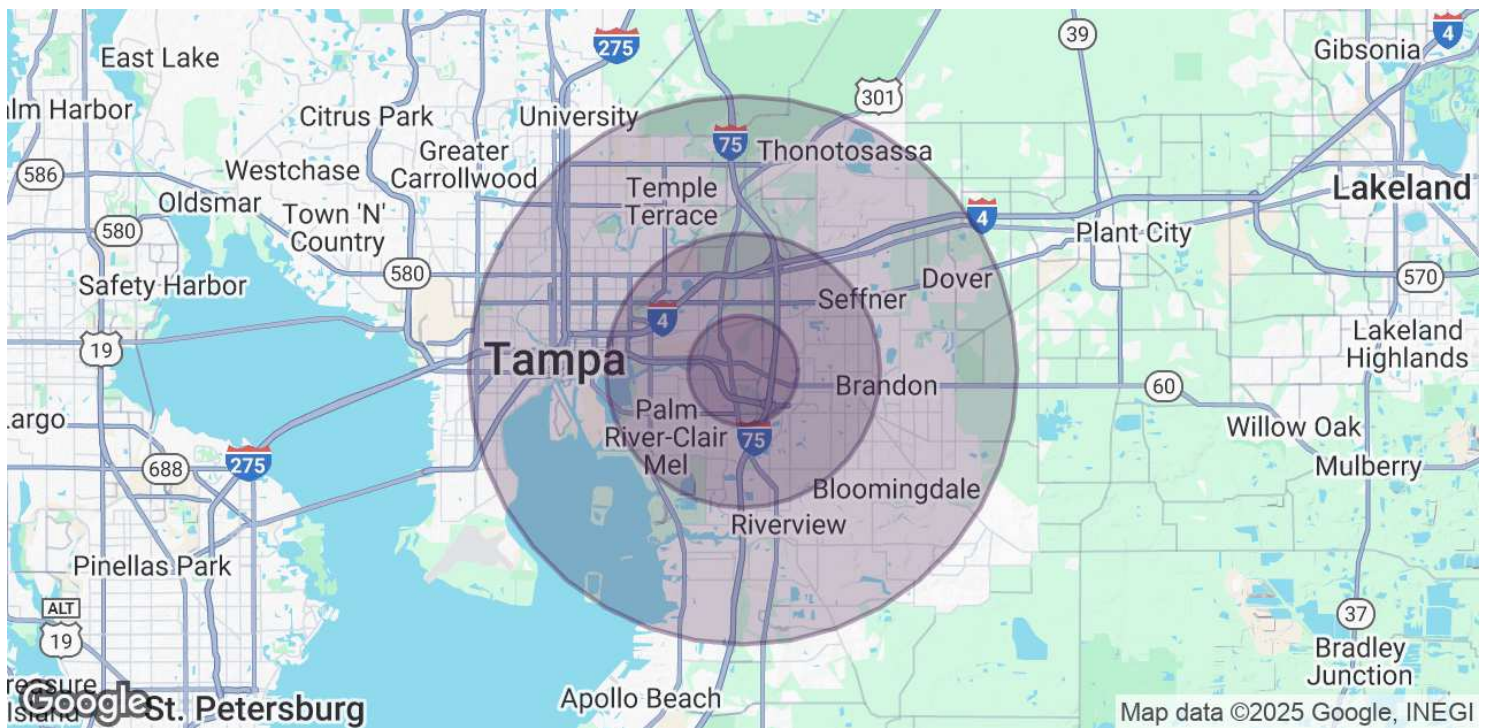 275
39
4
East Lake
Gibsonia
301
alm Harbor
Citrus Park
University
75
Thonotosassa
Greater
Carrollwood
Westchase
586
Temple
Terrace
Lakeland
Oldsmar
Town 'N'
Country
580
4
Plant City
580
Safety Harbor
Dover
570
Seffner
4
19
Lakeland
Highlands
Tampa
Brandon
60
Largo
Palm
River-Clair
Mel
75
Willow Oak
688
275
Mulberry
Bloomingdale
Riverview
Pinellas Park
ALT
19
37
Bradley
Junction
Treasure
Island
Google
St. Petersburg
Apollo Beach
Map data ©2025 Google, INEGI